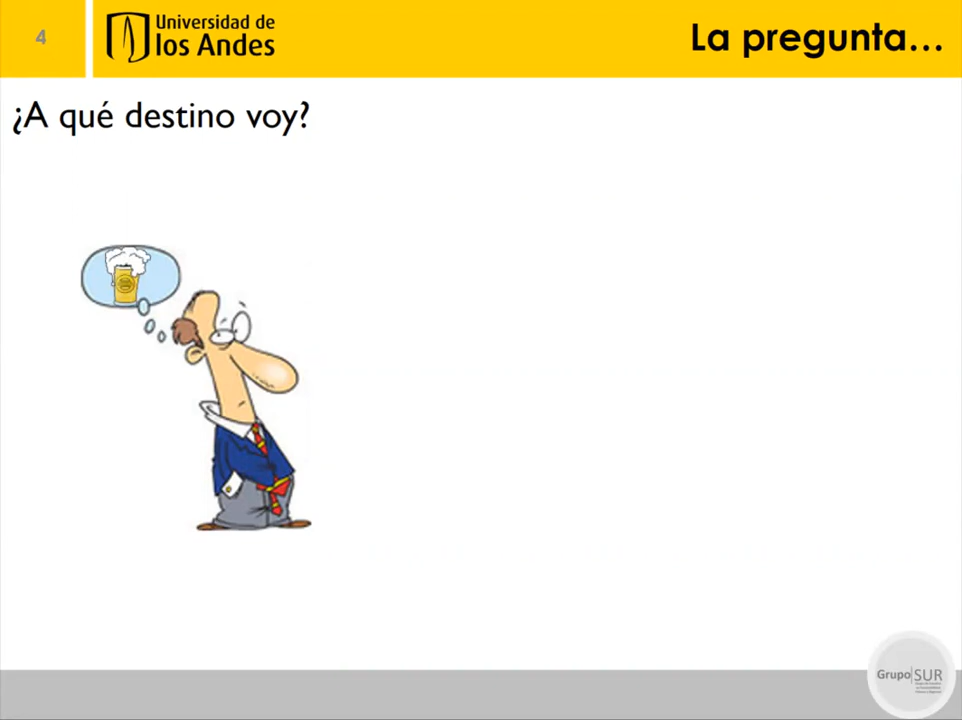 4
Universidad de
los Andes
La pregunta...
¿A qué destino voy?
Grupo|SUR